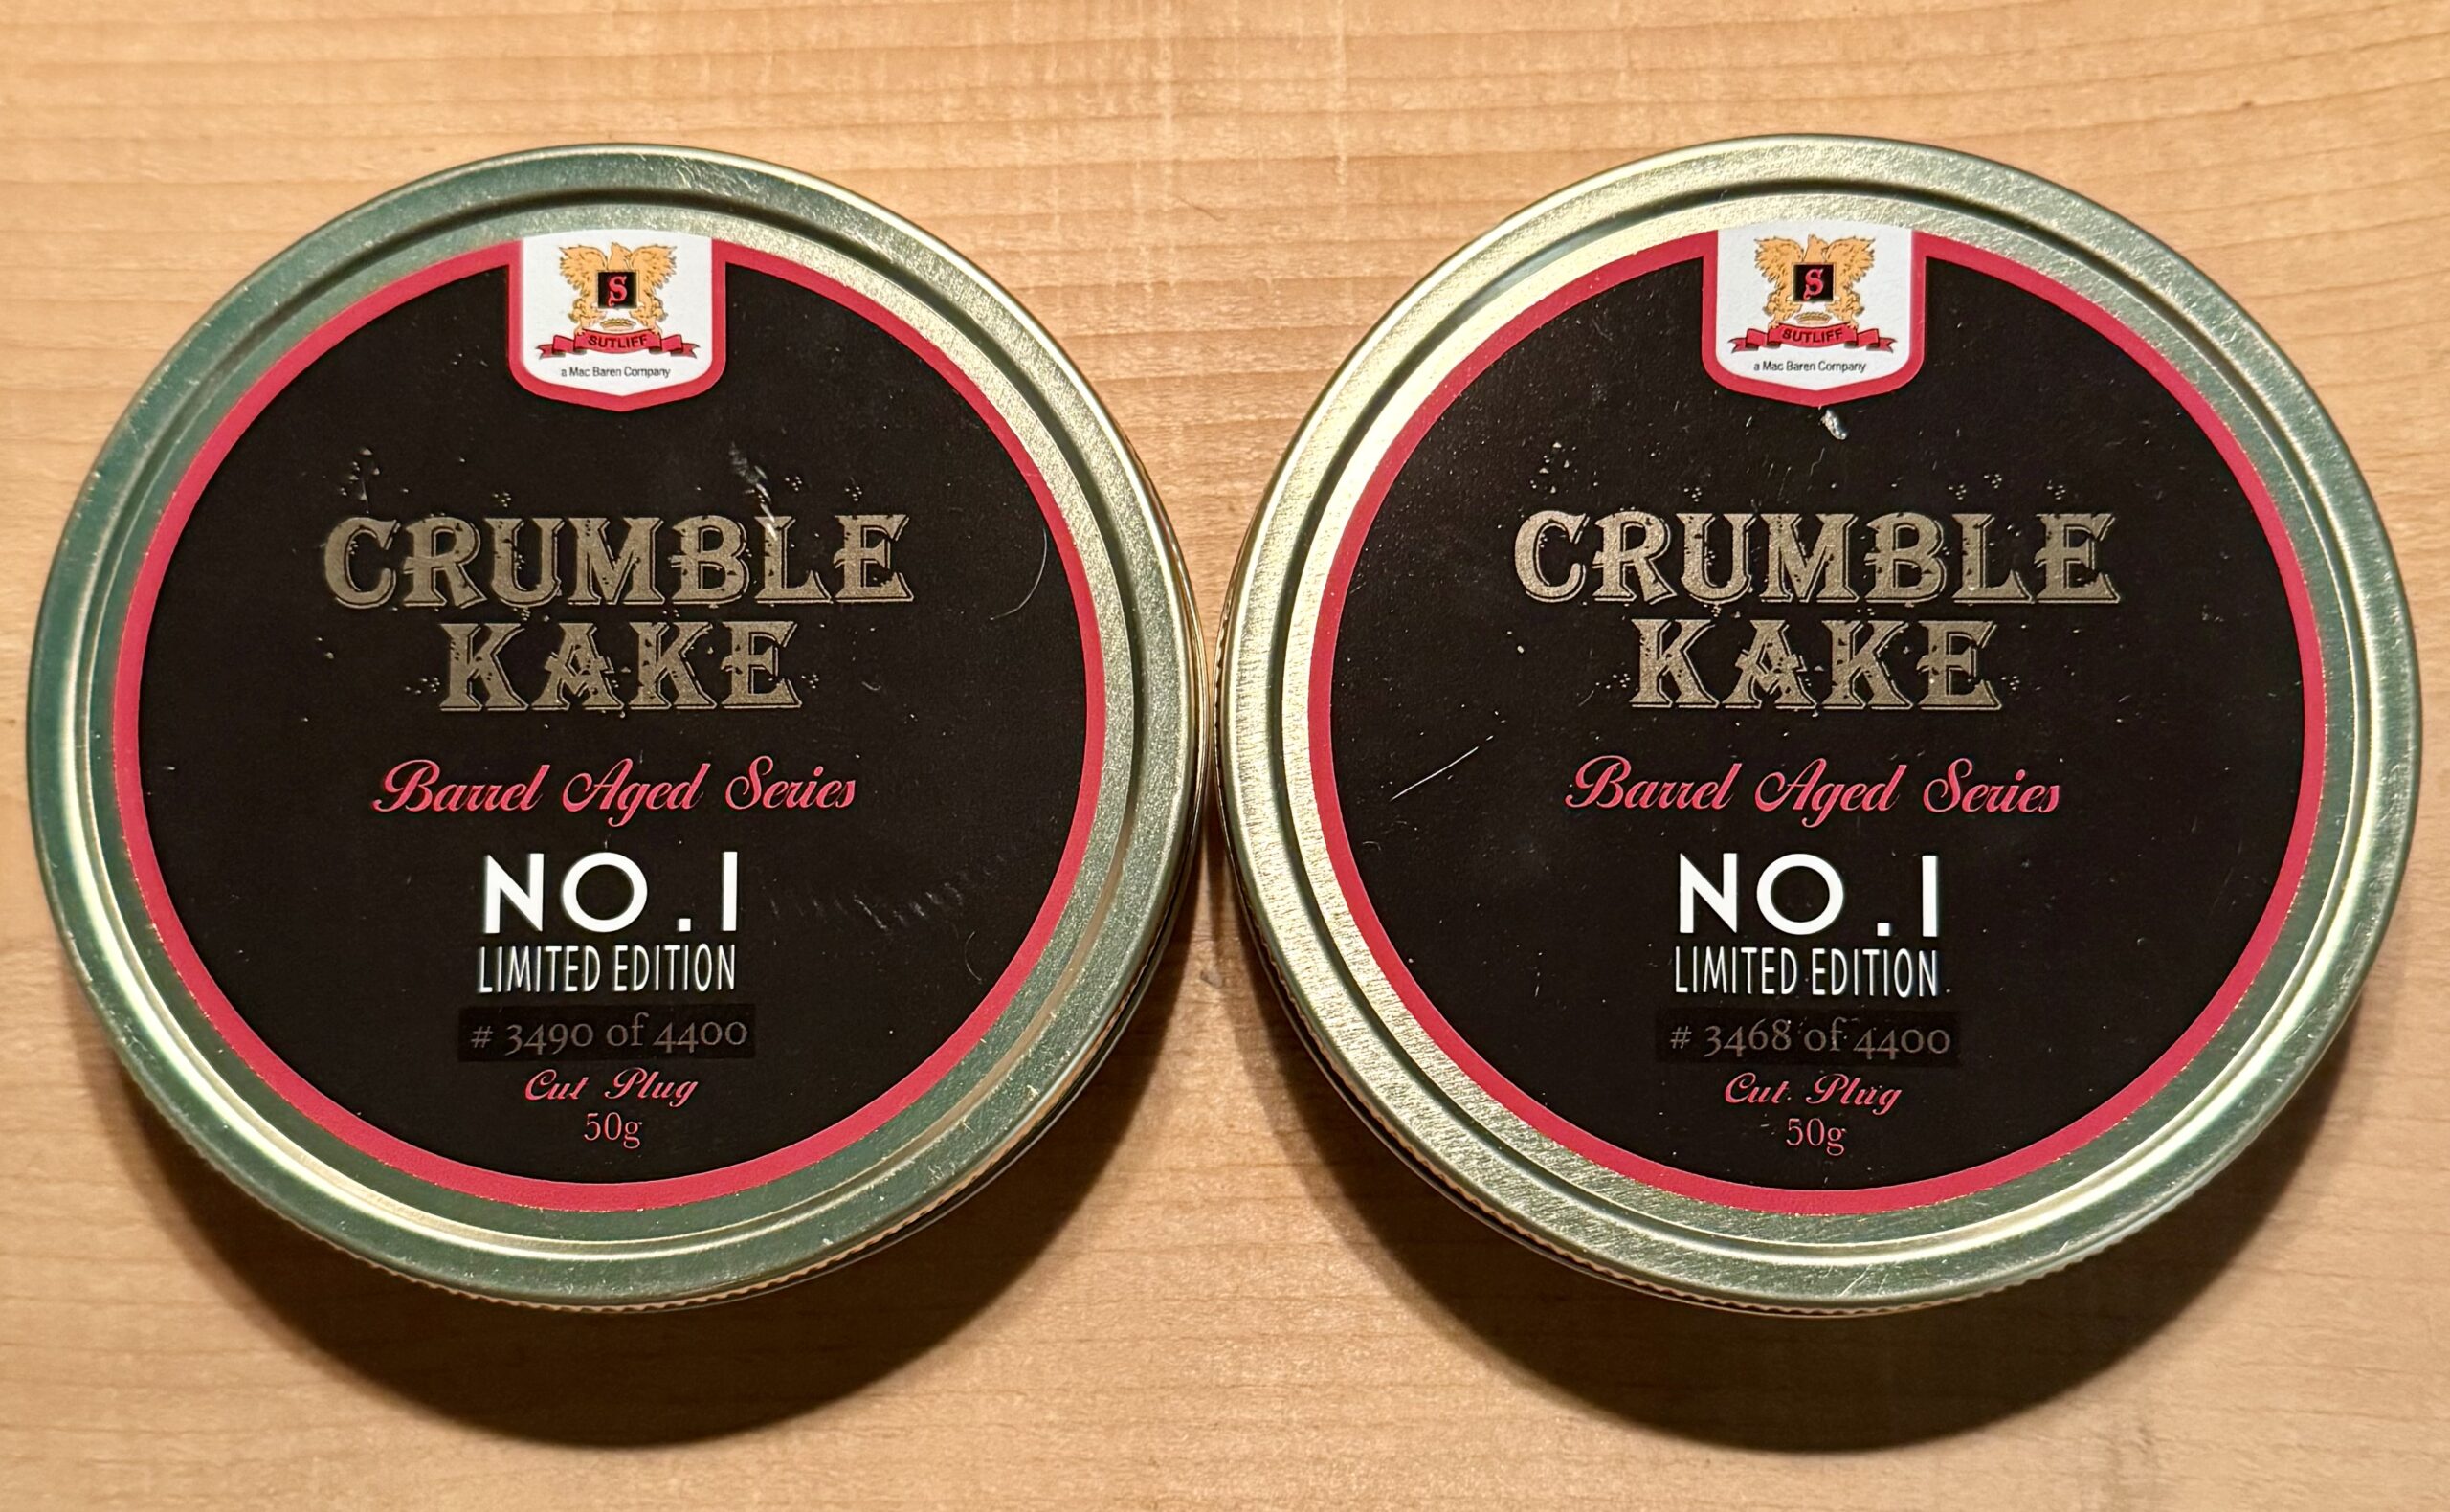 S
SUTLIFF
a Mac Baren Company
CRUMBLE
KAKE
Barrel Aged Series
NO.1
LIMITED EDITION
# 3490 of 4400
Cut Plug
50g
S
SUTLIFF
a Mac Baren Company
CRUMBLE
KAKE
Barrel Aged Series
NO.1
LIMITED EDITION
# 3468 of 4400
Cut Plug
50g